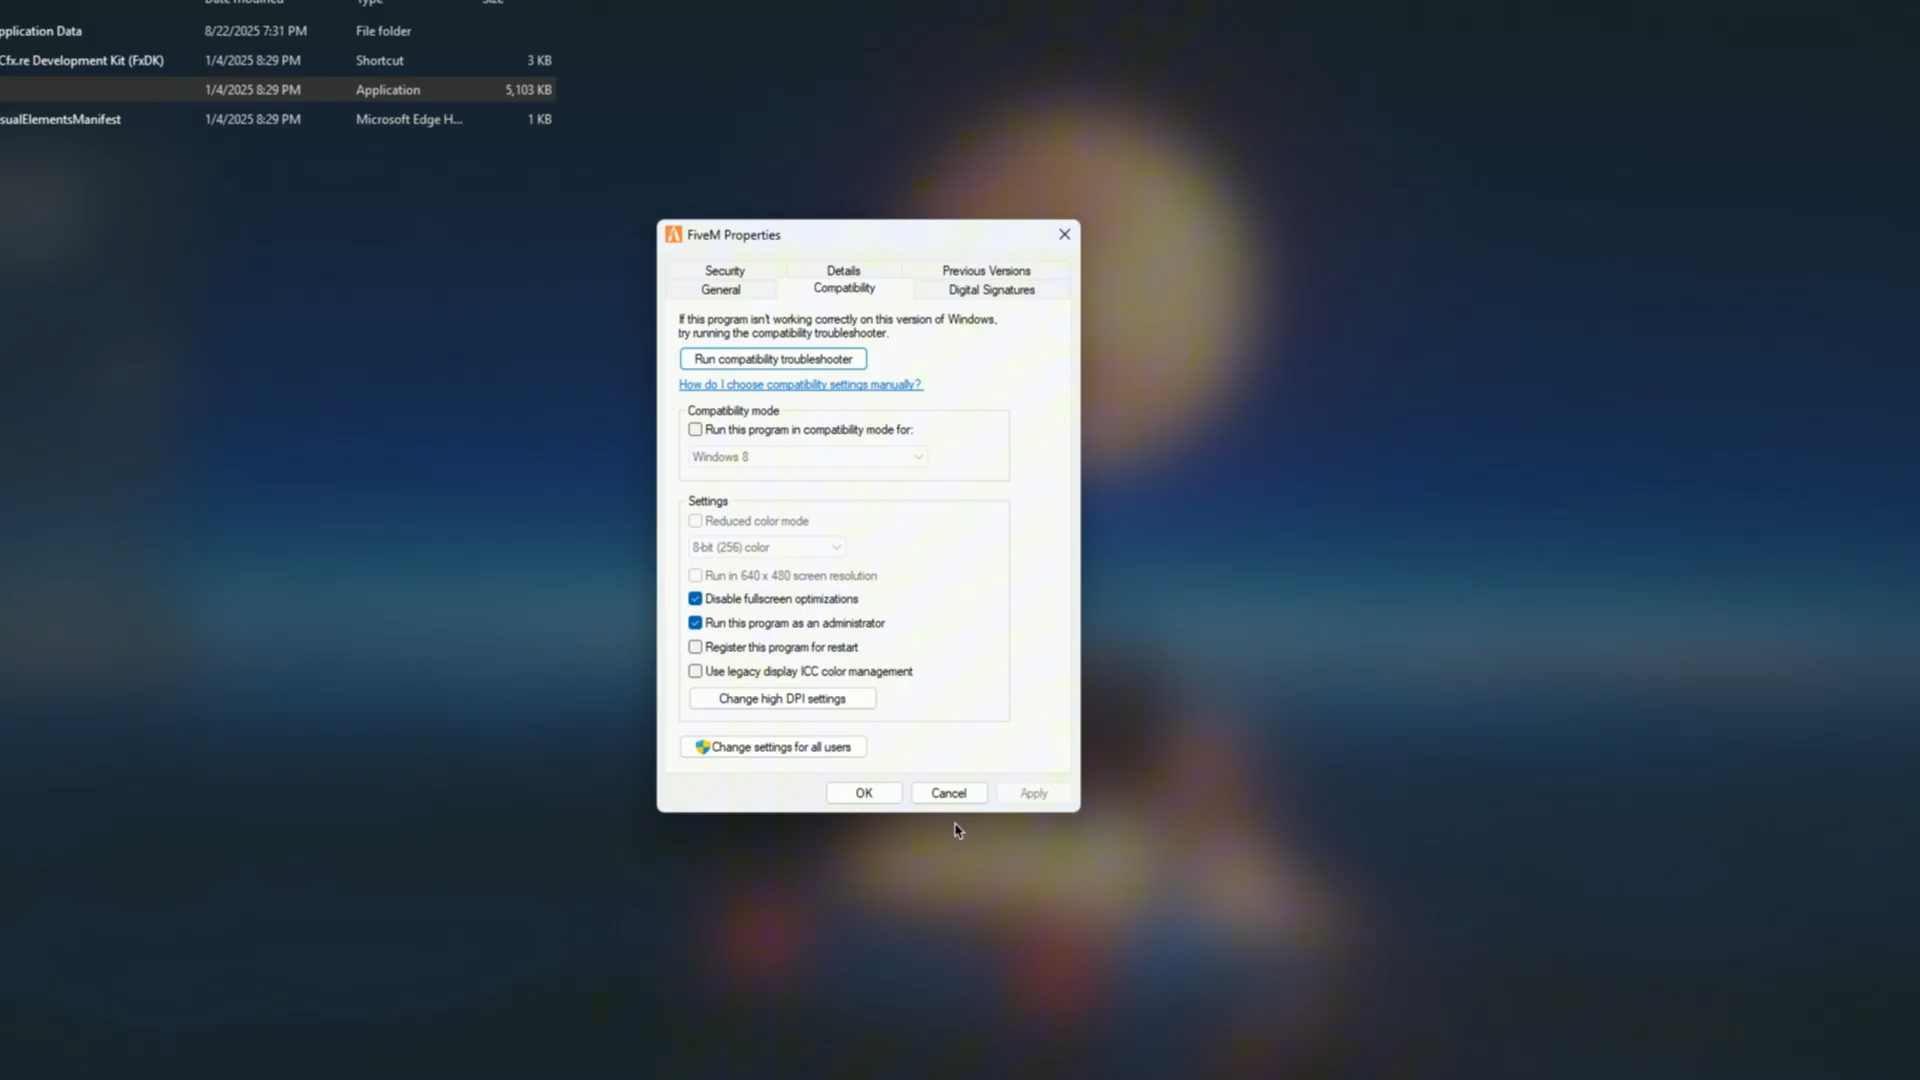 Date modified Type Size
pplication Data 8/22/2025 7:31 PM File folder
Cfx.re Development Kit (FxDK) 1/4/2025 8:29 PM Shortcut 3 KB
1/4/2025 8:29 PM Application 5,103 KB
sualElementsManifest 1/4/2025 8:29 PM Microsoft Edge H... 1 KB
FiveM Properties
Security Details Previous Versions
General Compatibility Digital Signatures
If this program isn't working correctly on this version of Windows,
try running the compatibility troubleshooter.
Run compatibility troubleshooter
How do I choose compatibility settings manually?
Compatibility mode
Run this program in compatibility mode for:
Windows 8
Settings
Reduced color mode
8-bit (256) color
Run in 640 x 480 screen resolution
Disable fullscreen optimizations
Run this program as an administrator
Register this program for restart
Use legacy display ICC color management
Change high DPI settings
Change settings for all users
OK Cancel Apply